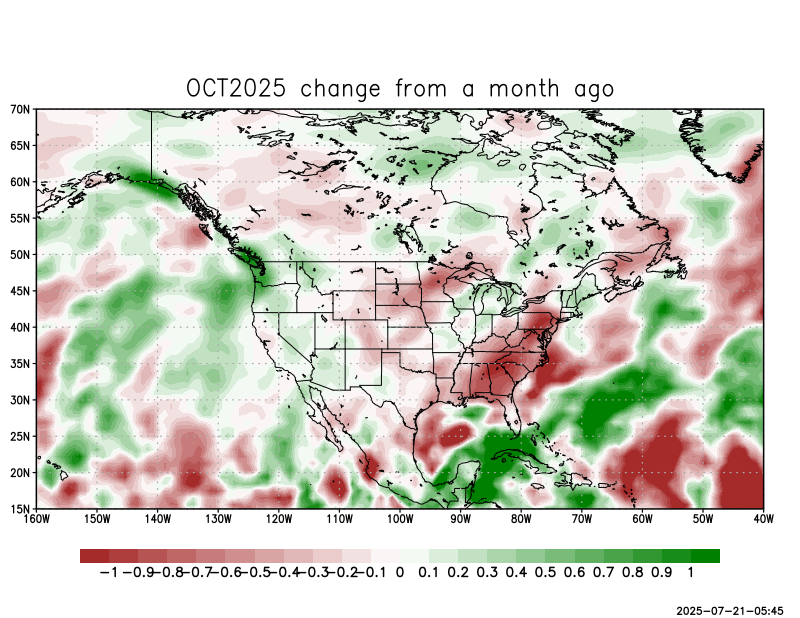 OCT2025 change from a month ago
70N
65N
60N
55N
50N
45N
40N
35N
30N
25N
20N
15N
160W 150W 140W 130W 120W 110W 100W 90W 80W 70W 60W 50W 40W
-1 -0.9 -0.8 -0.7 -0.6 -0.5 -0.4 -0.3 -0.2 -0.1 0 0.1 0.2 0.3 0.4 0.5 0.6 0.7 0.8 0.9 1
2025-07-21-05:45